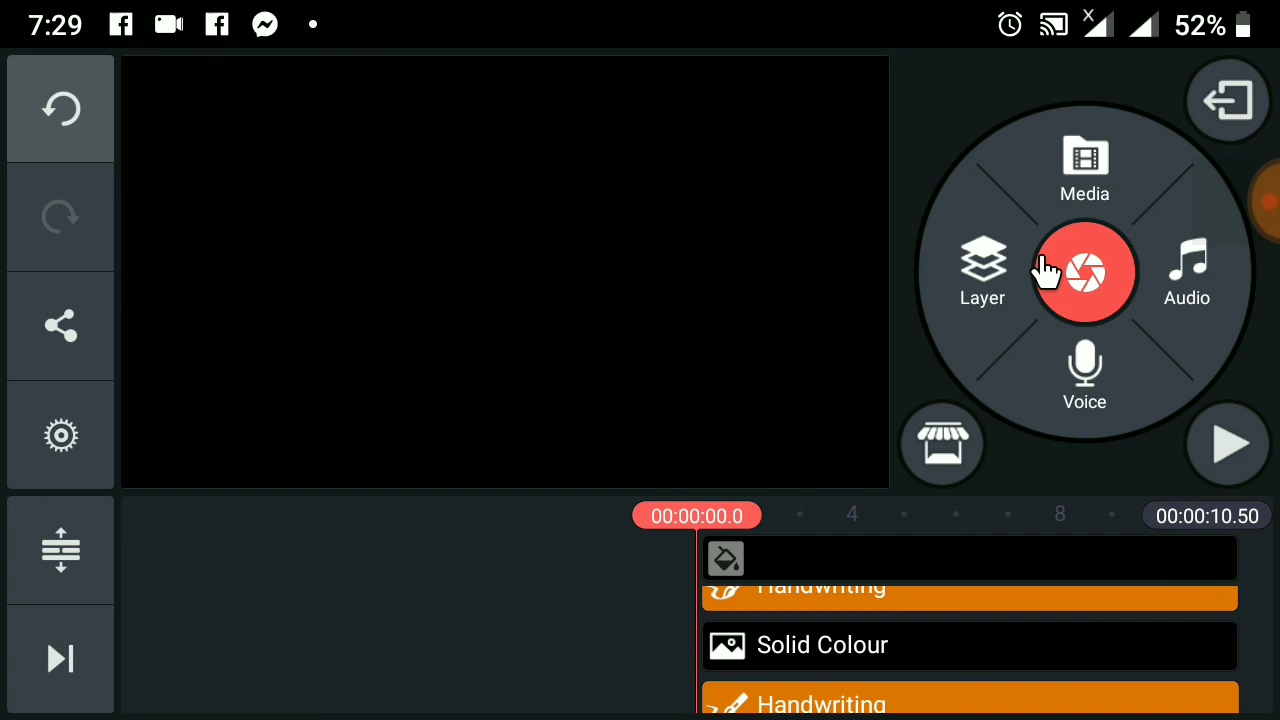 7:29
52%
Media
Layer
Audio
Voice
00:00:00.0
4
8
00:00:10.50
Handwriting
Solid Colour
Handwriting